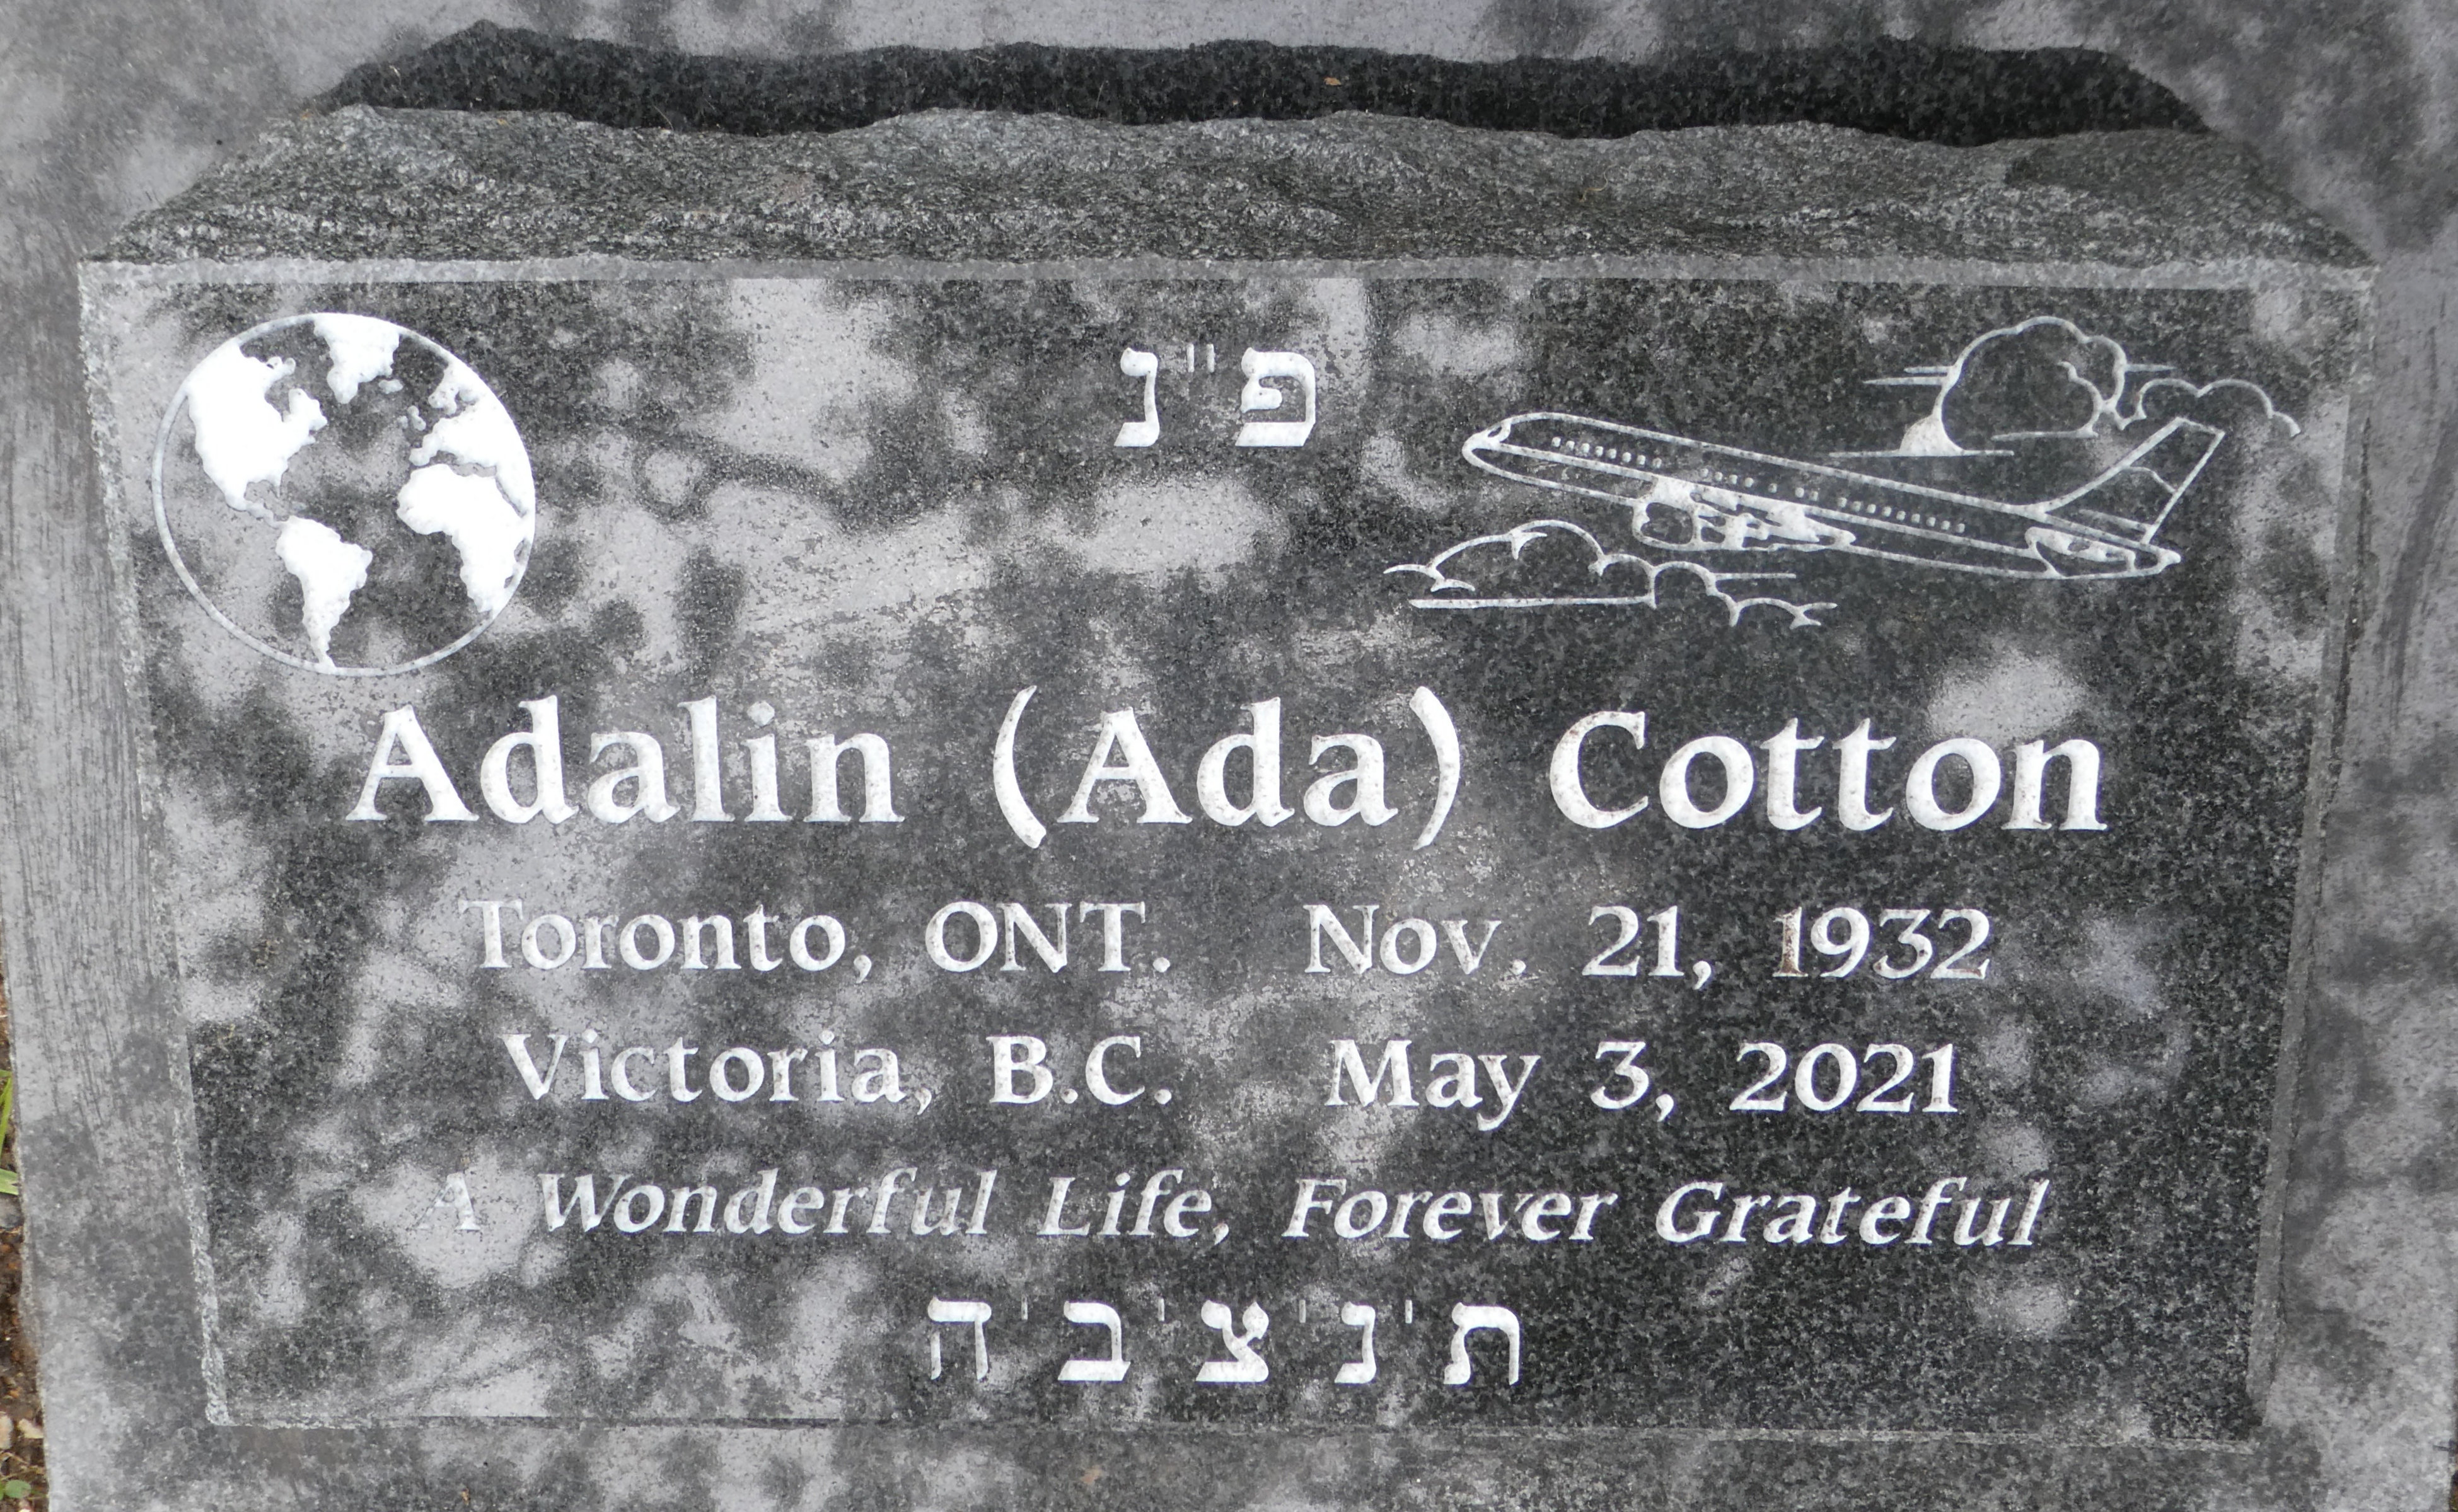 פ"נ
Adalin (Ada) Cotton
Toronto, ONT. Nov. 21, 1932
Victoria, B.C. May 3, 2021
A Wonderful Life, Forever Grateful
ת'נ'צ'ב'ה